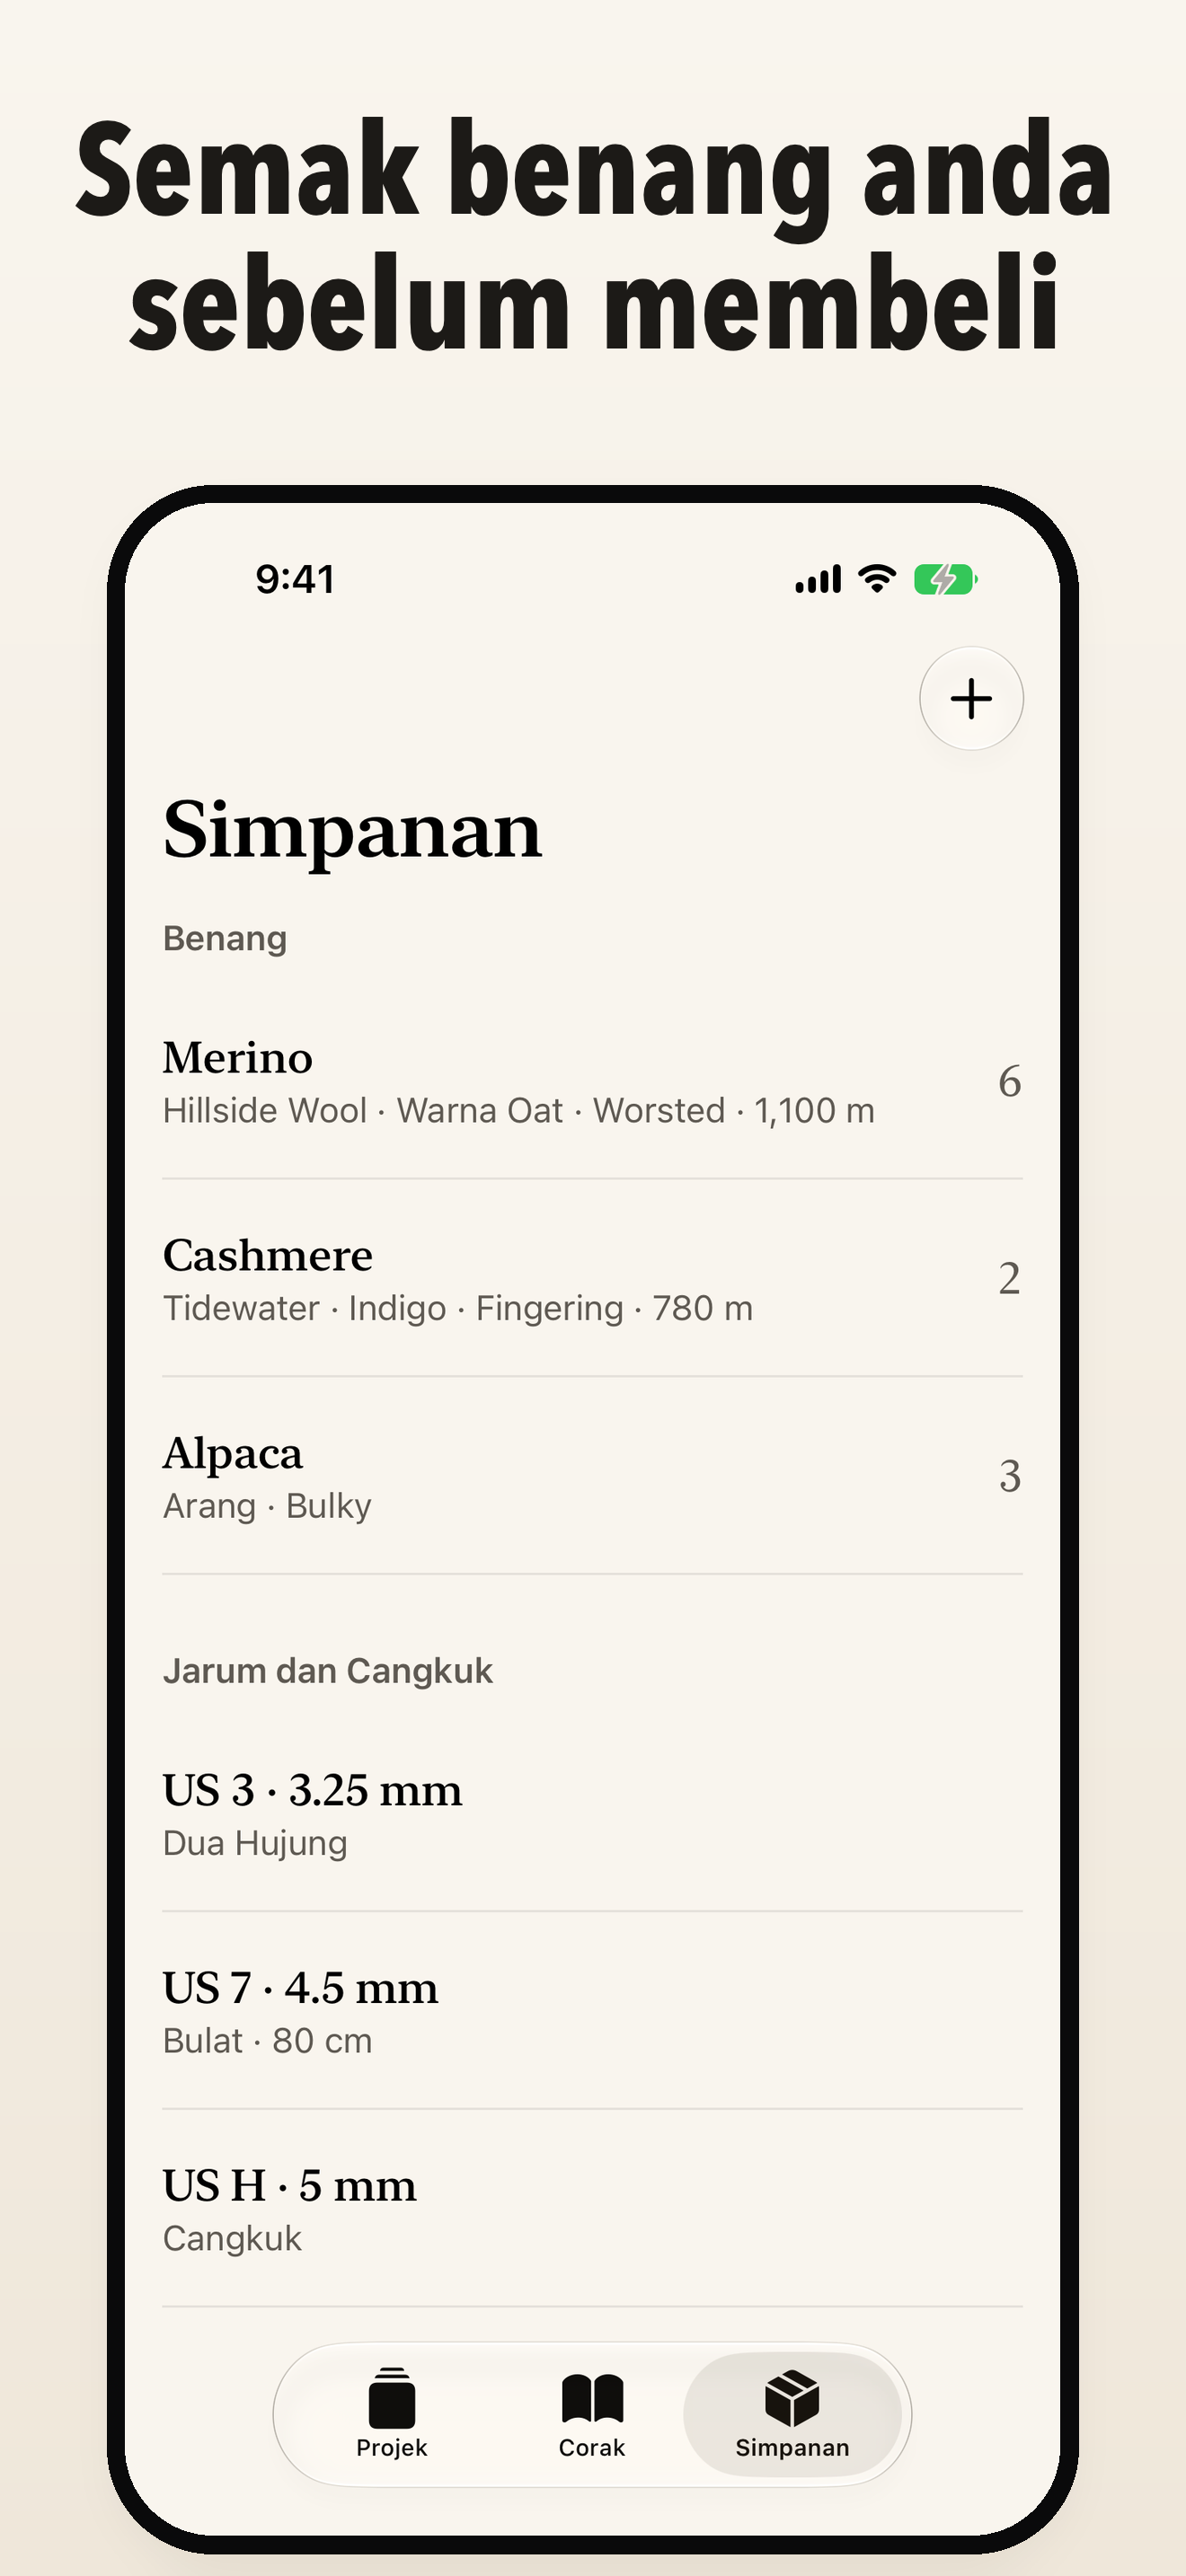 Semak benang anda
sebelum membeli
9:41
Simpanan
Benang
Merino
Hillside Wool · Warna Oat · Worsted · 1,100 m
6
Cashmere
Tidewater · Indigo · Fingering · 780 m
2
Alpaca
Arang · Bulky
3
Jarum dan Cangkuk
US 3 · 3.25 mm
Dua Hujung
US 7 · 4.5 mm
Bulat · 80 cm
US H · 5 mm
Cangkuk
Projek
Corak
Simpanan